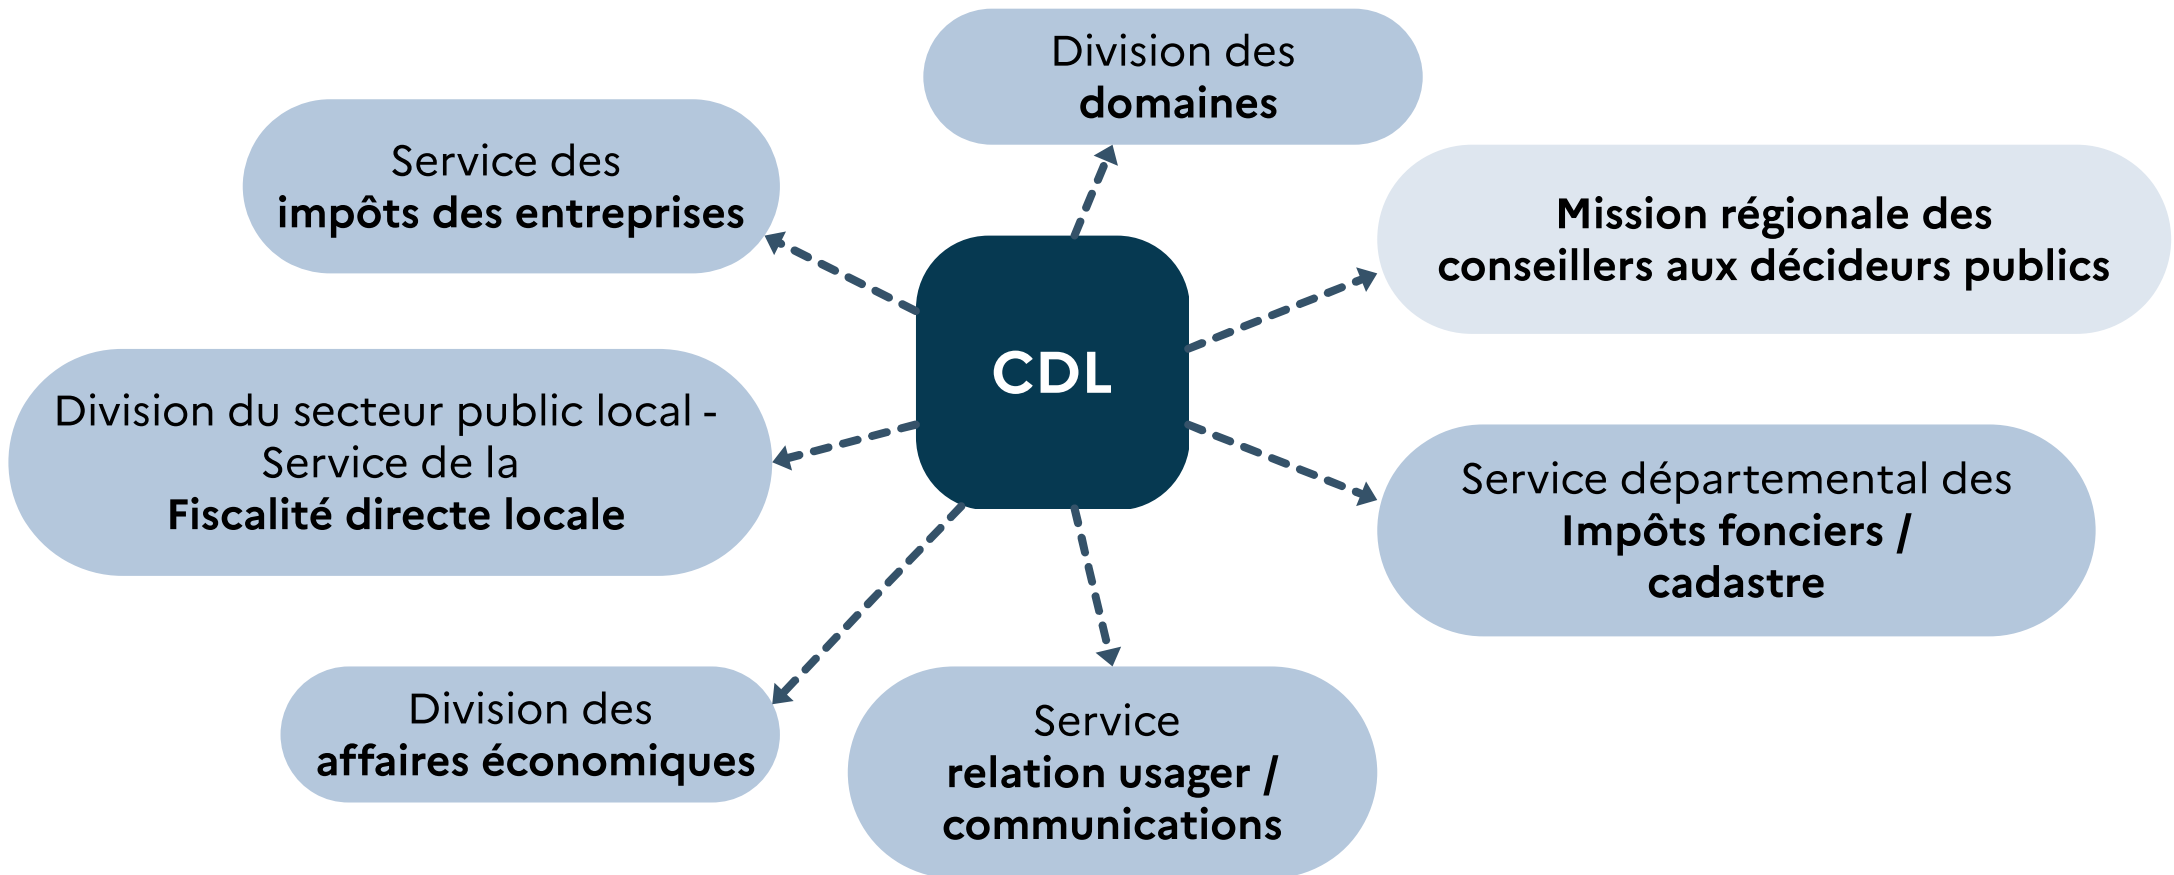 Division des
domaines
Service des
impôts des entreprises
Mission régionale des
conseillers aux décideurs publics
CDL
Division du secteur public local -
Service de la
Fiscalité directe locale
Service départemental des
Impôts fonciers /
cadastre
Division des
affaires économiques
Service
relation usager /
communications